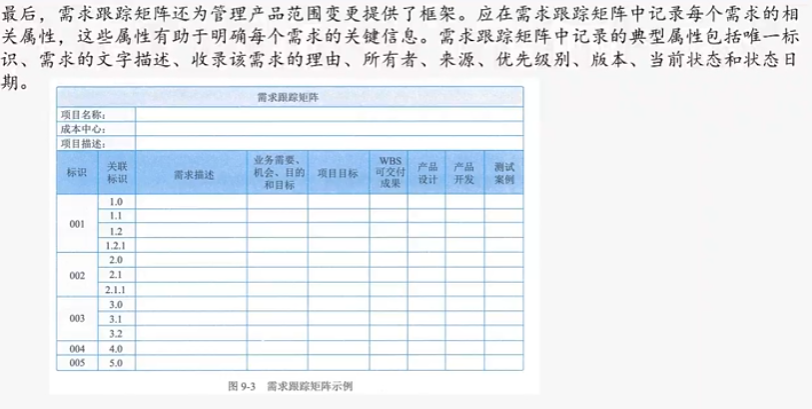 最后，需求跟踪矩阵还为管理产品范围变更提供了框架。应在需求跟踪矩阵中记录每个需求的相
关属性，这些属性有助于明确每个需求的关键信息。需求跟踪矩阵中记录的典型属性包括唯一标
识、需求的文字描述、收录该需求的理由、所有者、来源、优先级别、版本、当前状态和状态日
期。
需求跟踪矩阵
项目名称：
成本中心：
项目描述：
标识
关联
标识
需求描述
业务需要、
机会、目的
和目标
项目目标
WBS
可交付
成果
产品
设计
产品
开发
测试
案例
001
1.0
1.1
1.2
1.2.1
002
2.0
2.1
2.1.1
003
3.0
3.1
3.2
004 4.0
005 5.0
图 9-3 需求跟踪矩阵示例